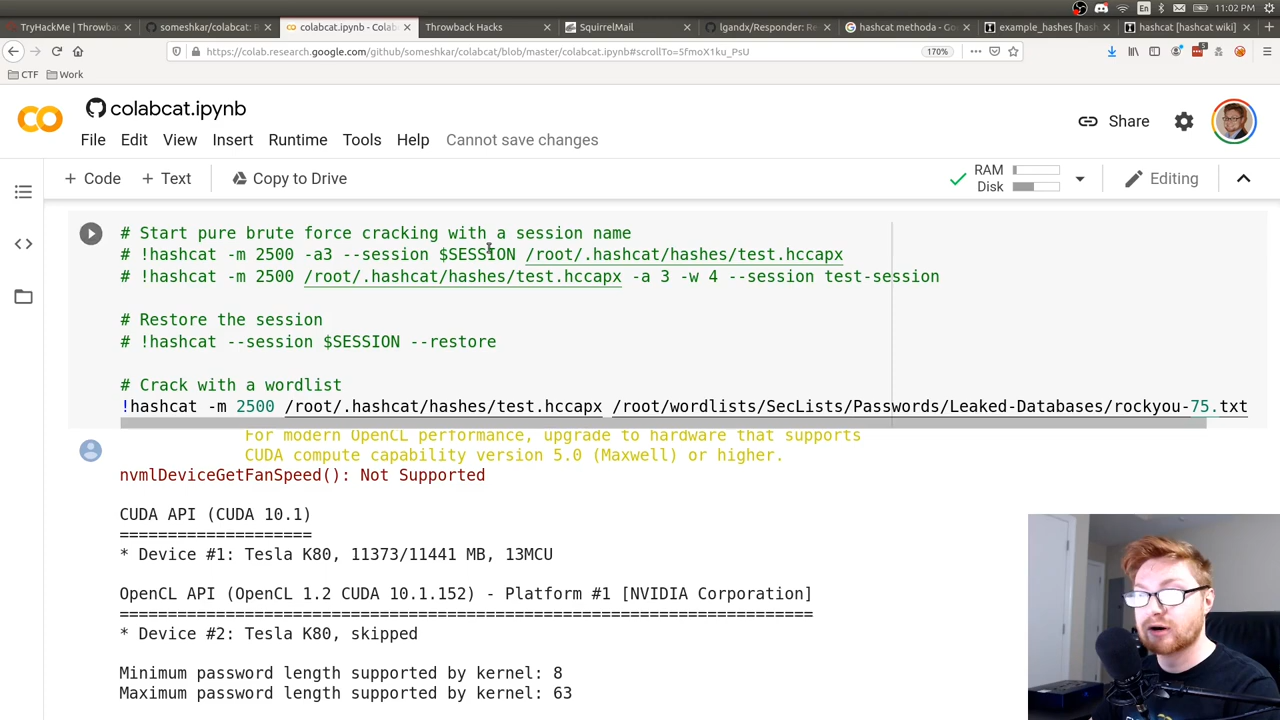 11:02 PM
En
TryHackMe | Throwback
someshkar/colabcat: R
colabcat.ipynb - Colab
Throwback Hacks
SquirrelMail
lgandx/Responder: Re
hashcat methoda - Go
example_hashes [hash
hashcat [hashcat wiki]
https://colab.research.google.com/github/someshkar/colabcat/blob/master/colabcat.ipynb#scrollTo=5fmoX1ku_PsU
170%
CTF
Work
colabcat.ipynb
File Edit View Insert Runtime Tools Help Cannot save changes
Share
+ Code + Text Copy to Drive
RAM
Disk
Editing
# Start pure brute force cracking with a session name
# !hashcat -m 2500 -a3 --session $SESSION /root/.hashcat/hashes/test.hccapx
# !hashcat -m 2500 /root/.hashcat/hashes/test.hccapx -a 3 -w 4 --session test-session
# Restore the session
# !hashcat --session $SESSION --restore
# Crack with a wordlist
!hashcat -m 2500 /root/.hashcat/hashes/test.hccapx /root/wordlists/SecLists/Passwords/Leaked-Databases/rockyou-75.txt
For modern OpenCL performance, upgrade to hardware that supports
CUDA compute capability version 5.0 (Maxwell) or higher.
nvmlDeviceGetFanSpeed(): Not Supported
CUDA API (CUDA 10.1)
====================
* Device #1: Tesla K80, 11373/11441 MB, 13MCU
OpenCL API (OpenCL 1.2 CUDA 10.1.152) - Platform #1 [NVIDIA Corporation]
========================================================================
* Device #2: Tesla K80, skipped
Minimum password length supported by kernel: 8
Maximum password length supported by kernel: 63